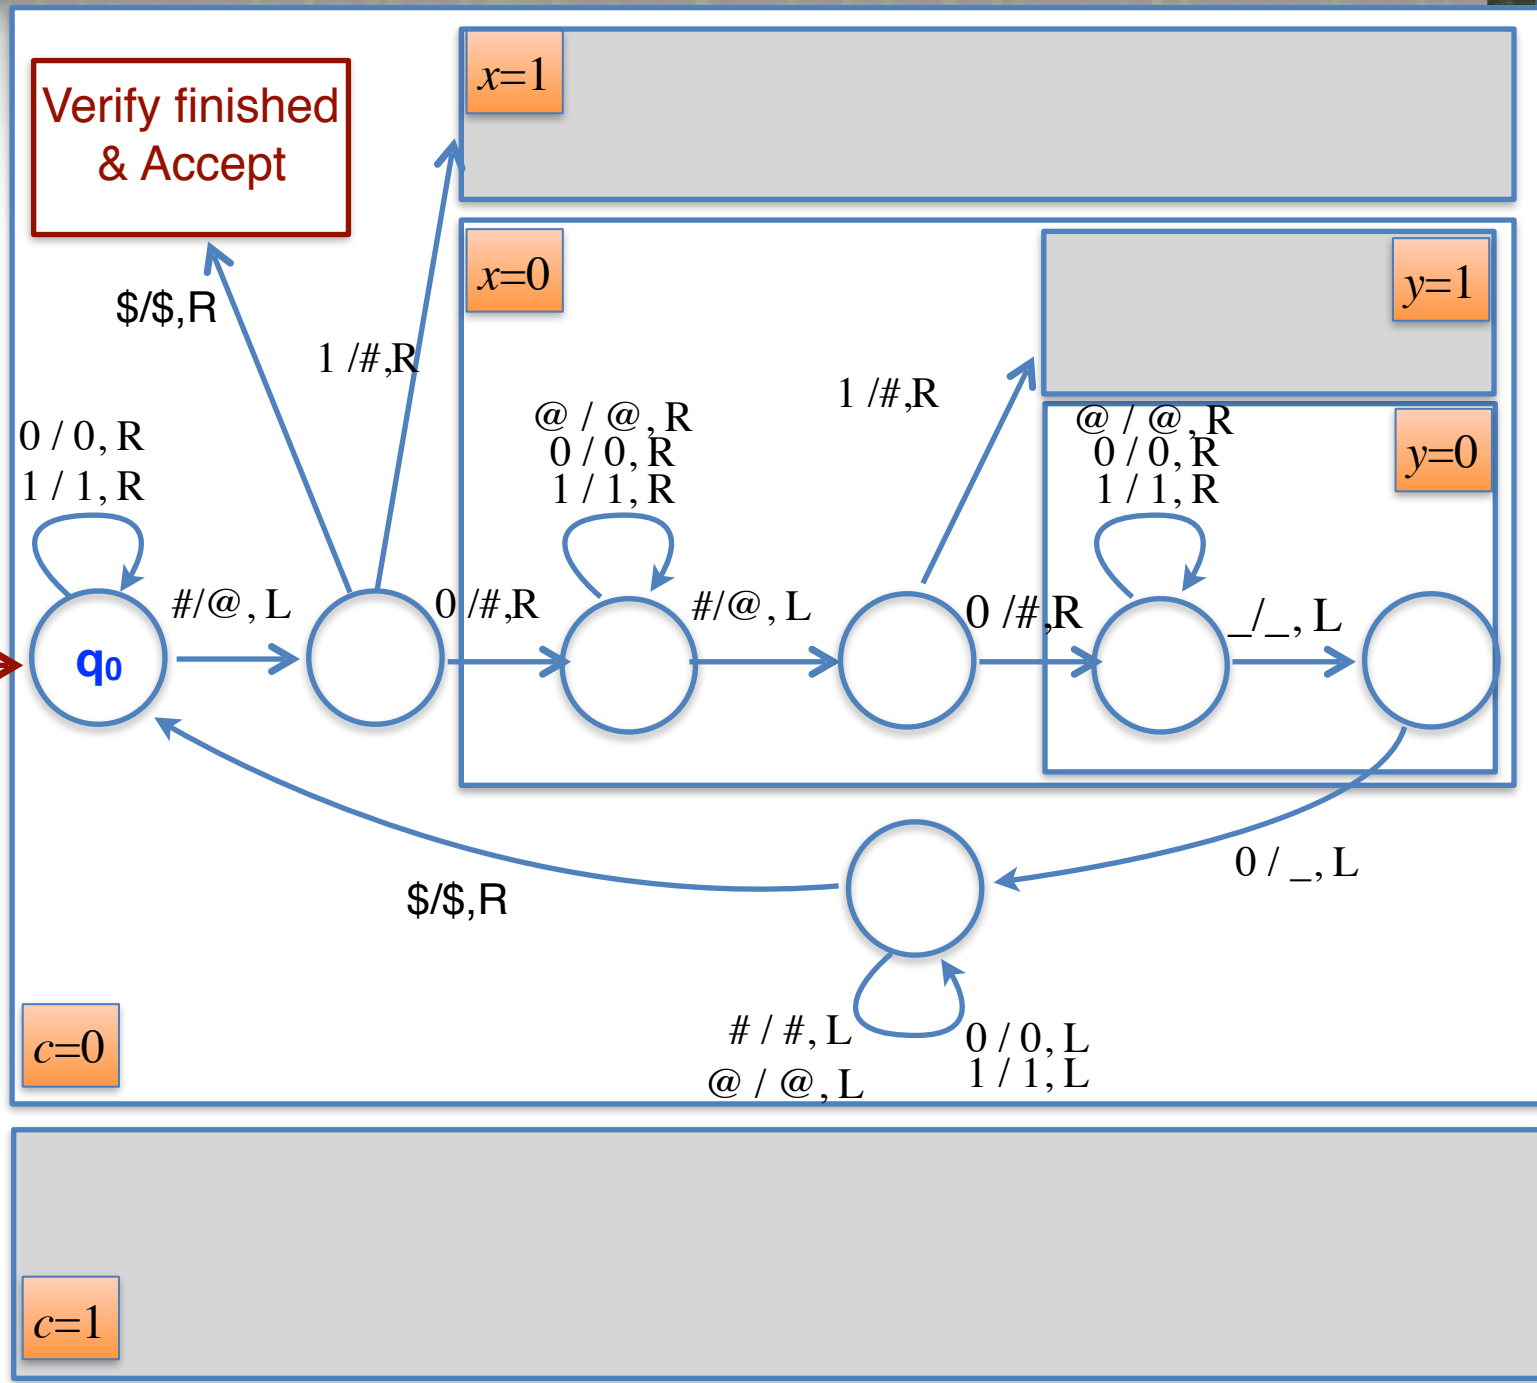 x=1
Verify finished
& Accept
x=0
y=1
$/$,R
1 /#,R
1 /#,R
@ / @, R
0 / 0, R
1 / 1, R
@ / @, R
0 / 0, R
1 / 1, R
y=0
0 / 0, R
1 / 1, R
#/@, L
0 /#,R
#/@, L
0 /#,R
_/_, L
q0
0 / _, L
$/$,R
# / #, L
@ / @, L
0 / 0, L
1 / 1, L
c=0
c=1